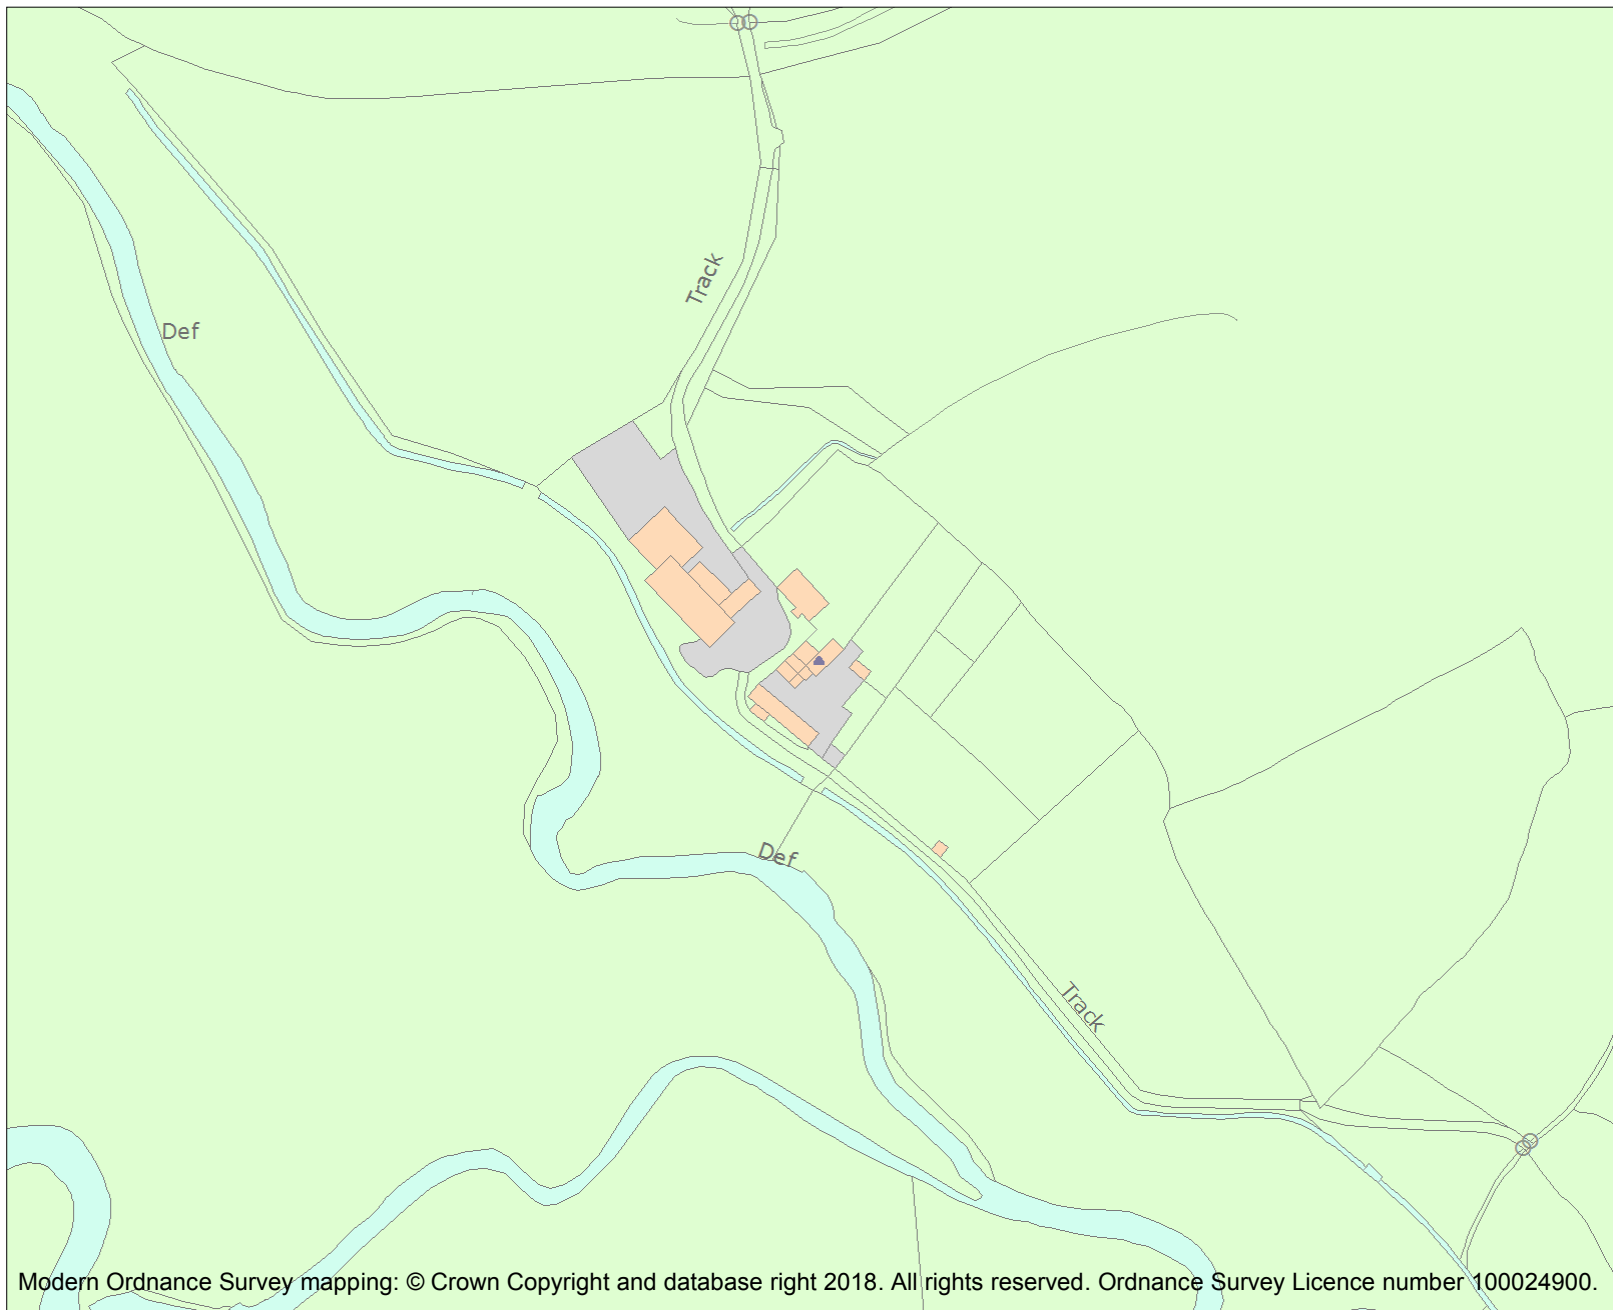 Track
Def
Def
Track
Modern Ordnance Survey mapping: © Crown Copyright and database right 2018. All rights reserved. Ordnance Survey Licence number 100024900.